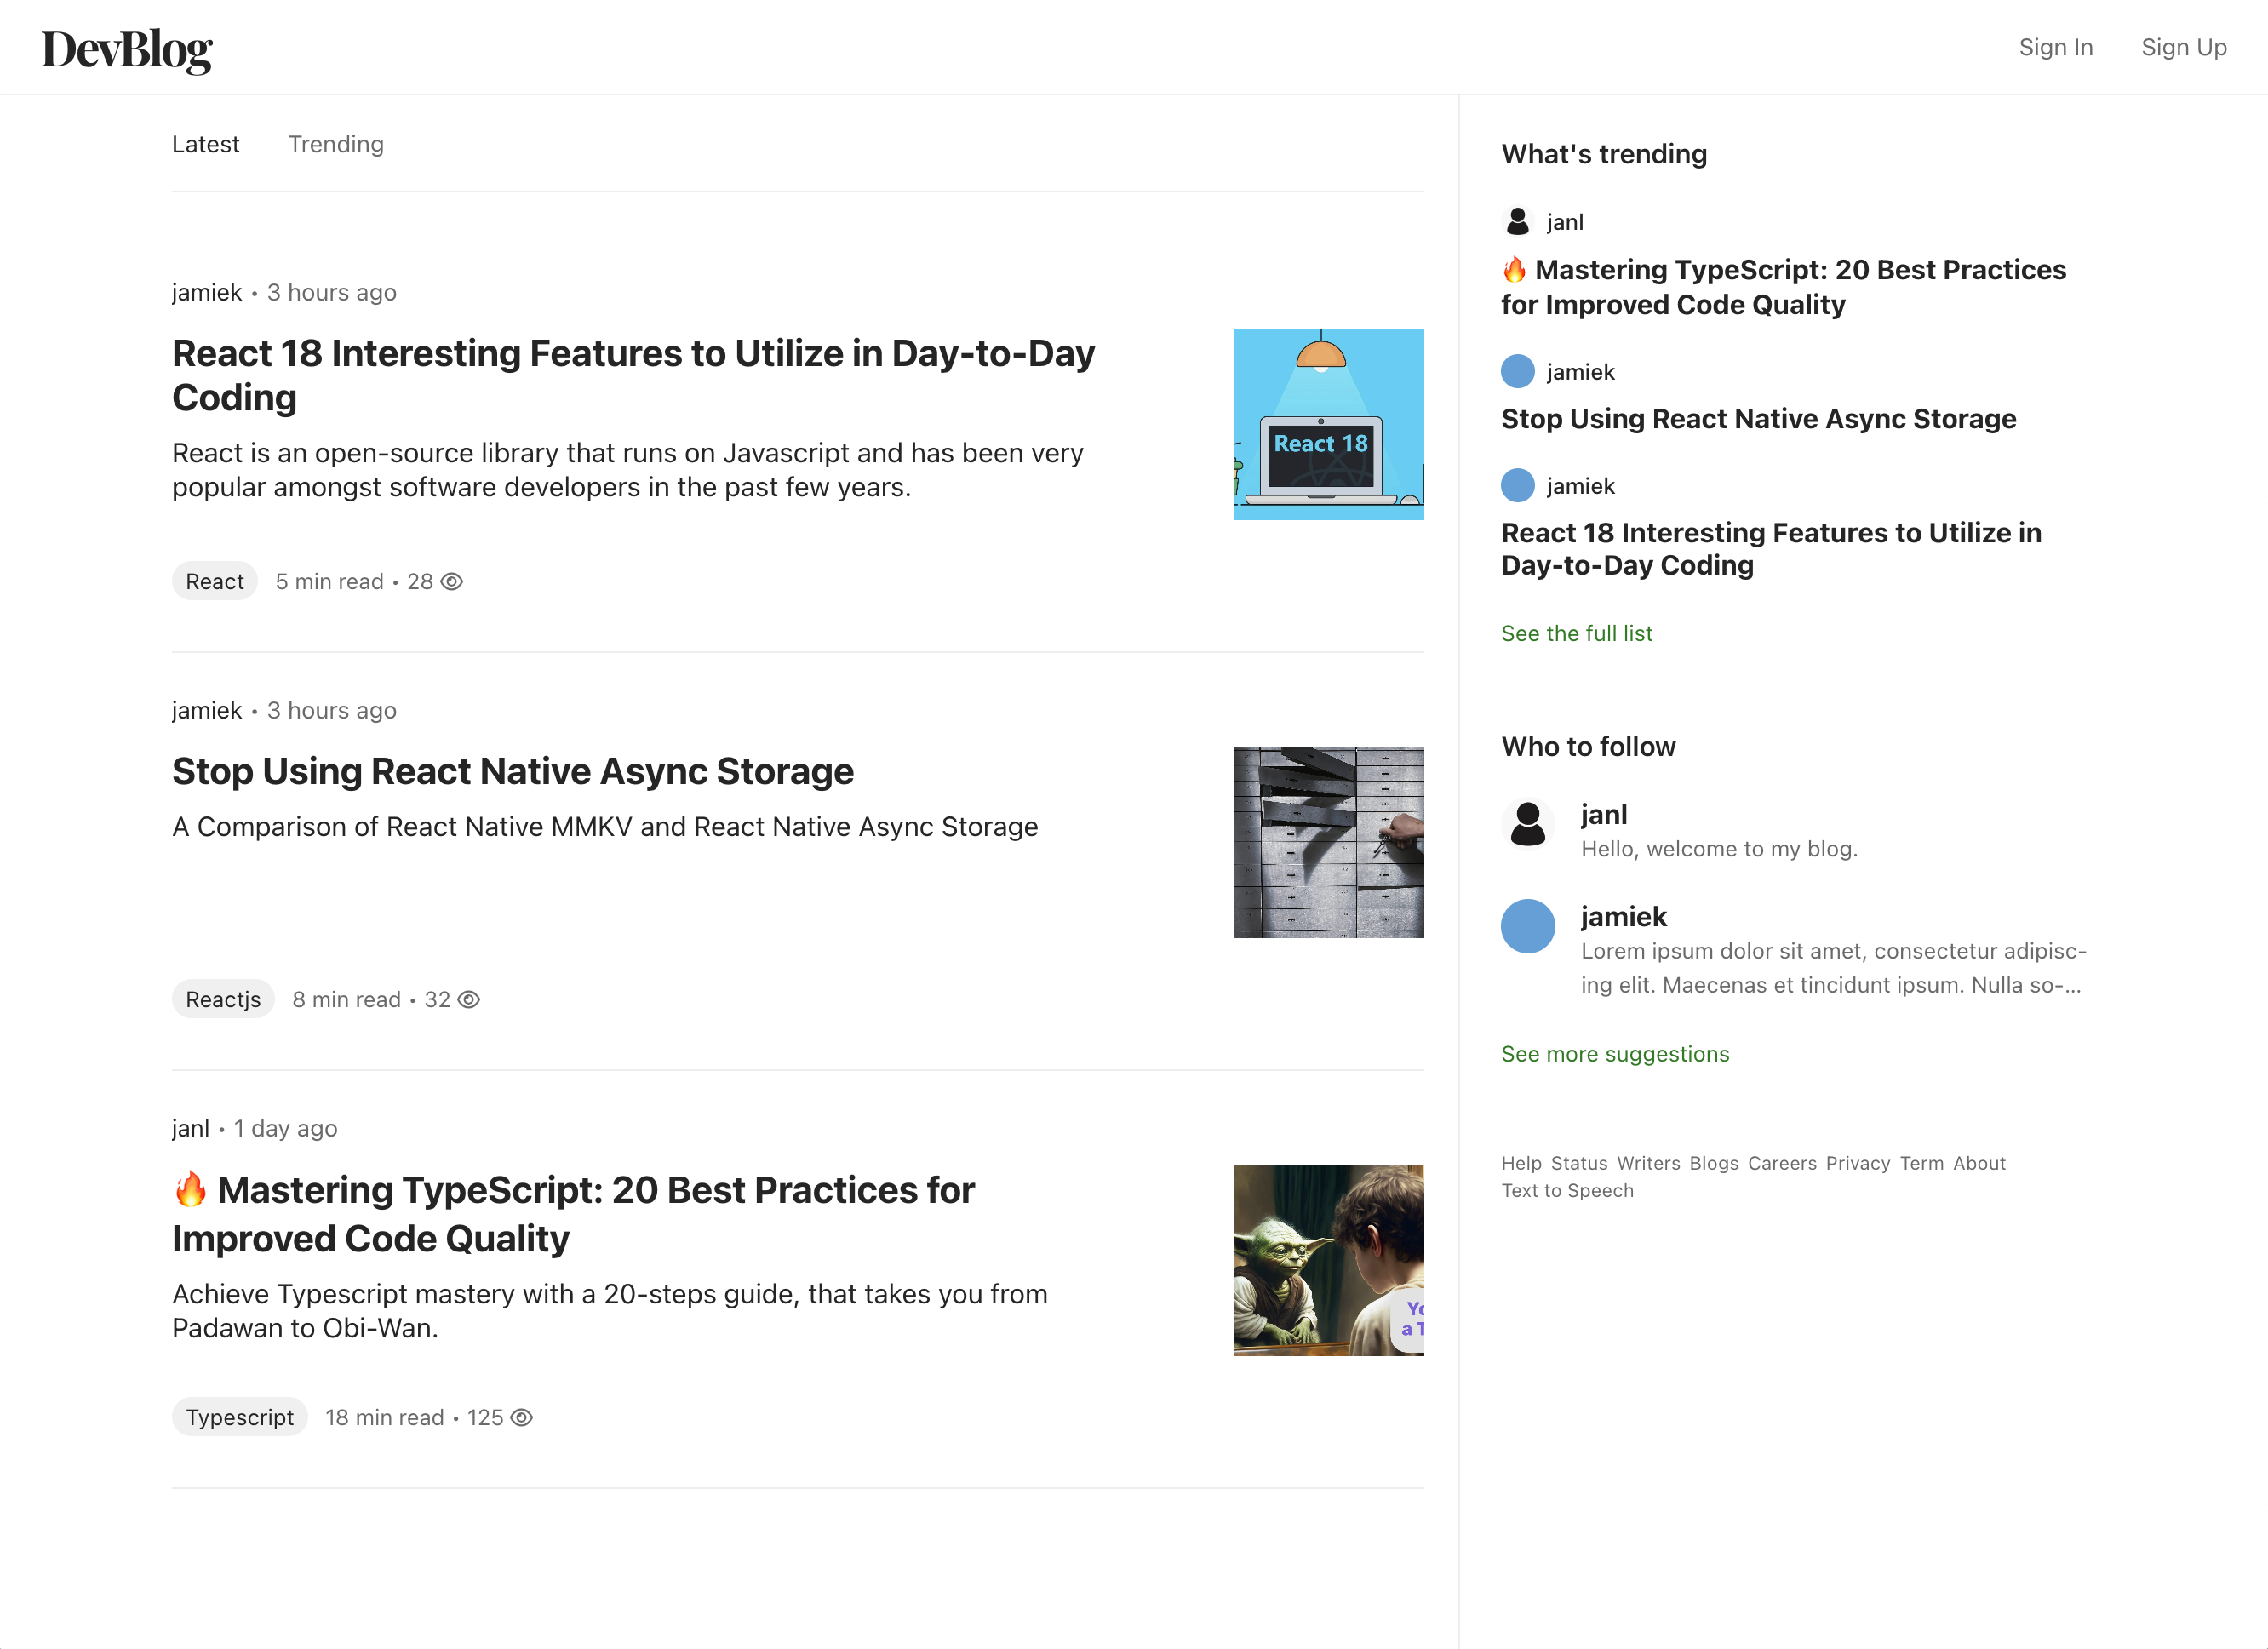 DevBlog
Sign In
Sign Up
Latest
Trending
jamiek • 3 hours ago
React 18 Interesting Features to Utilize in Day-to-Day
Coding
React is an open-source library that runs on Javascript and has been very
popular amongst software developers in the past few years.
React 18
React
5 min read • 28
jamiek • 3 hours ago
Stop Using React Native Async Storage
A Comparison of React Native MMKV and React Native Async Storage
Reactjs
8 min read • 32
janl • 1 day ago
🔥 Mastering TypeScript: 20 Best Practices for
Improved Code Quality
Achieve Typescript mastery with a 20-steps guide, that takes you from
Padawan to Obi-Wan.
Typescript
18 min read • 125
What's trending
janl
🔥 Mastering TypeScript: 20 Best Practices
for Improved Code Quality
jamiek
Stop Using React Native Async Storage
jamiek
React 18 Interesting Features to Utilize in
Day-to-Day Coding
See the full list
Who to follow
janl
Hello, welcome to my blog.
jamiek
Lorem ipsum dolor sit amet, consectetur adipisc-
ing elit. Maecenas et tincidunt ipsum. Nulla so-...
See more suggestions
Help Status Writers Blogs Careers Privacy Term About
Text to Speech